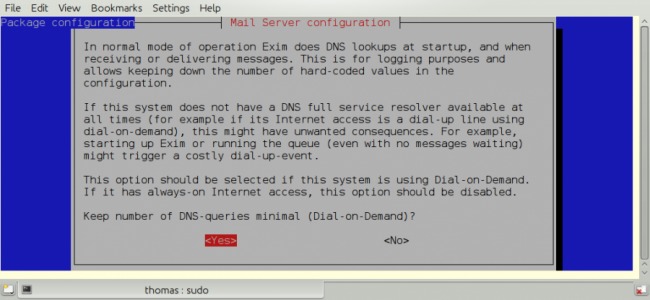 File Edit View Bookmarks Settings Help
Package configuration
Mail Server configuration
In normal mode of operation Exim does DNS lookups at startup, and when
receiving or delivering messages. This is for logging purposes and
allows keeping down the number of hard-coded values in the
configuration.
If this system does not have a DNS full service resolver available at
all times (for example if its Internet access is a dial-up line using
dial-on-demand), this might have unwanted consequences. For example,
starting up Exim or running the queue (even with no messages waiting)
might trigger a costly dial-up-event.
This option should be selected if this system is using Dial-on-Demand.
If it has always-on Internet access, this option should be disabled.
Keep number of DNS-queries minimal (Dial-on-Demand)?
<Yes> <No>
thomas : sudo